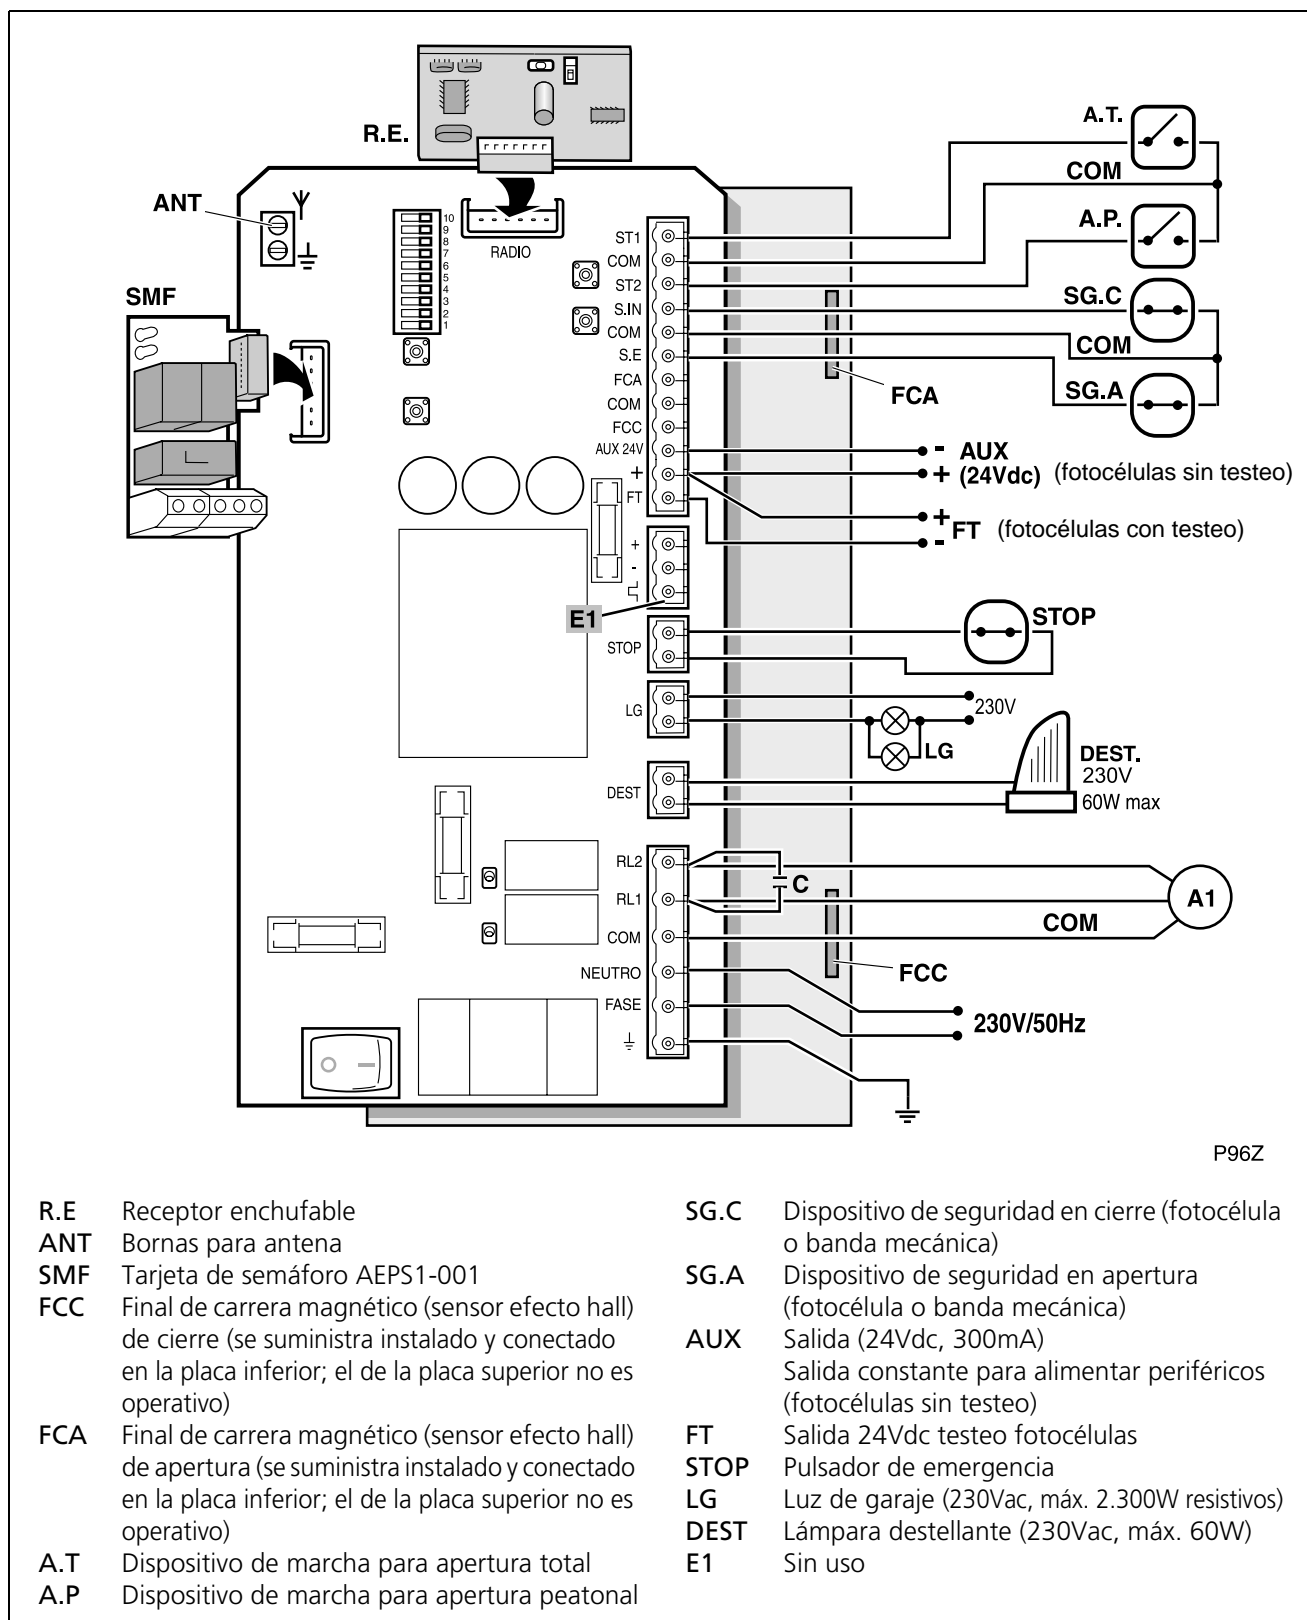 R.E.
ANT
RADIO
SMF
10
9
8
7
6
5
4
3
2
1
ST1
COM
ST2
S.IN
COM
S.E
FCA
COM
FCC
AUX 24V
+
FT
+
-
E1
STOP
LG
DEST
RL2
RL1
COM
NEUTRO
FASE
A.T.
COM
A.P.
SG.C
COM
SG.A
FCA
- AUX
+ (24Vdc) (fotocélulas sin testeo)
+
- FT (fotocélulas con testeo)
STOP
230V
LG
DEST.
230V
60W max
C
A1
COM
FCC
230V/50Hz
P96Z
R.E Receptor enchufable
ANT Bornas para antena
SMF Tarjeta de semáforo AEPS1-001
FCC Final de carrera magnético (sensor efecto hall)
de cierre (se suministra instalado y conectado
en la placa inferior; el de la placa superior no es
operativo)
FCA Final de carrera magnético (sensor efecto hall)
de apertura (se suministra instalado y conectado
en la placa inferior; el de la placa superior no es
operativo)
A.T Dispositivo de marcha para apertura total
A.P Dispositivo de marcha para apertura peatonal
SG.C Dispositivo de seguridad en cierre (fotocélula
o banda mecánica)
SG.A Dispositivo de seguridad en apertura
(fotocélula o banda mecánica)
AUX Salida (24Vdc, 300mA)
Salida constante para alimentar periféricos
(fotocélulas sin testeo)
FT Salida 24Vdc testeo fotocélulas
STOP Pulsador de emergencia
LG Luz de garaje (230Vac, máx. 2.300W resistivos)
DEST Lámpara destellante (230Vac, máx. 60W)
E1 Sin uso